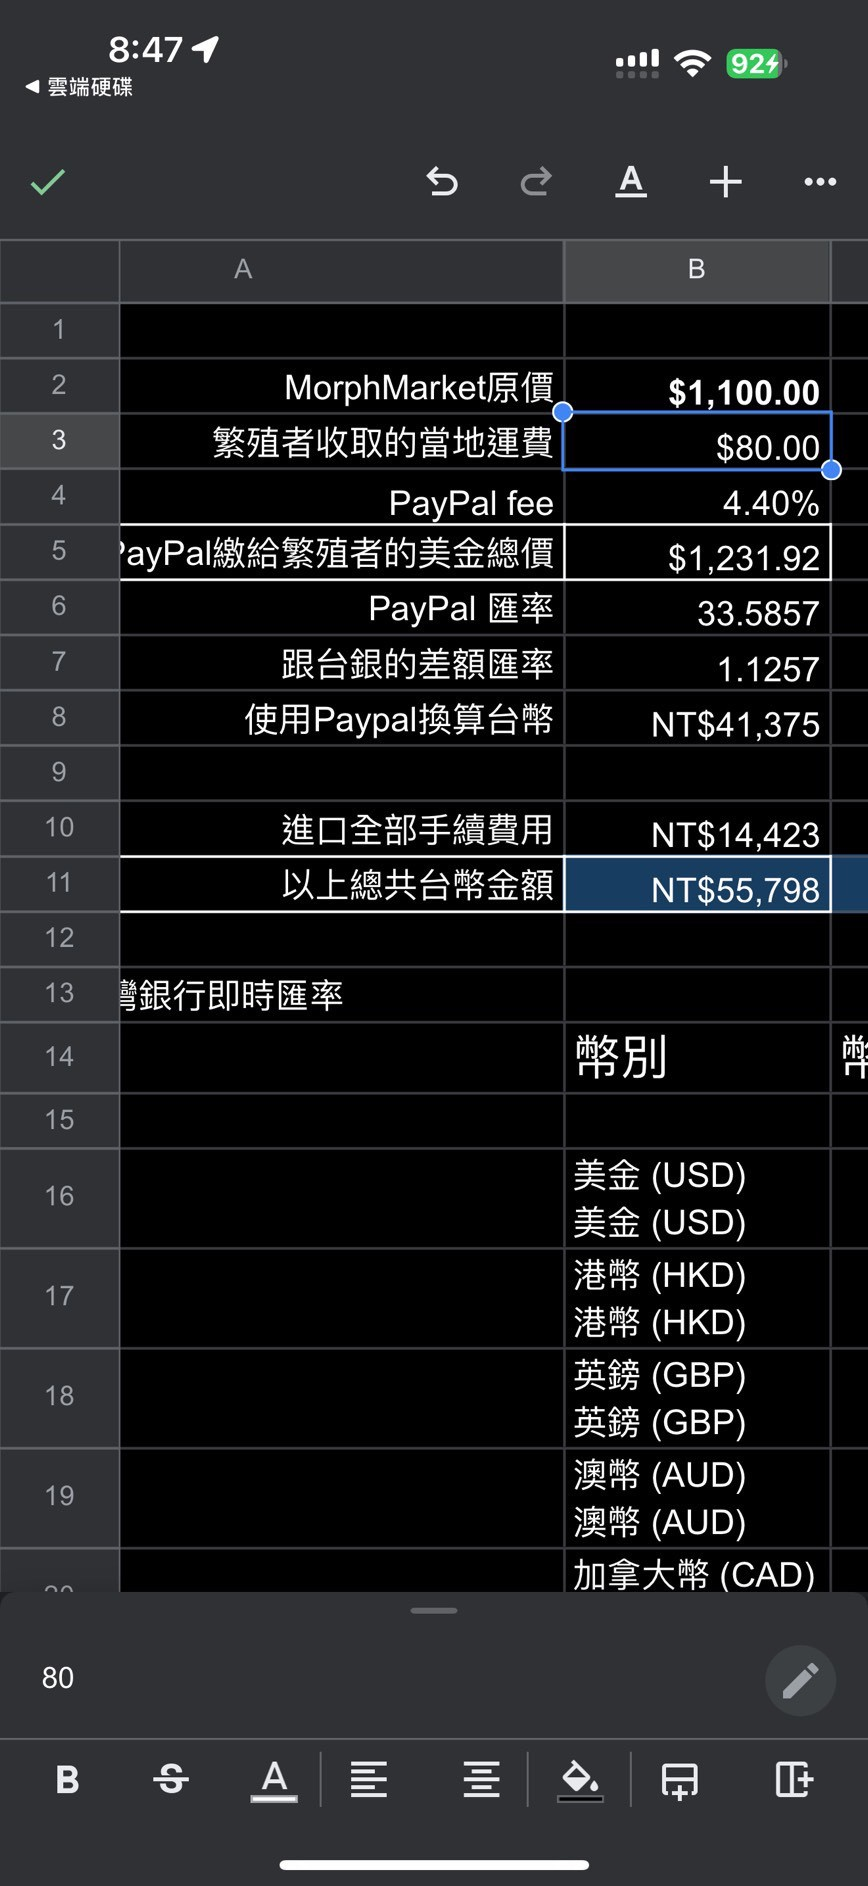 8:47
92
◀ 雲端硬碟
A
A B
1
2 MorphMarket原價 $1,100.00
3 繁殖者收取的當地運費 $80.00
4 PayPal fee 4.40%
5 PayPal繳給繁殖者的美金總價 $1,231.92
6 PayPal 匯率 33.5857
7 跟台銀的差額匯率 1.1257
8 使用Paypal換算台幣 NT$41,375
9
10 進口全部手續費用 NT$14,423
11 以上總共台幣金額 NT$55,798
12
13 灣銀行即時匯率
14 幣別 幣
15
16 美金 (USD)
美金 (USD)
17 港幣 (HKD)
港幣 (HKD)
18 英鎊 (GBP)
英鎊 (GBP)
19 澳幣 (AUD)
澳幣 (AUD)
20 加拿大幣 (CAD)
80
B S A